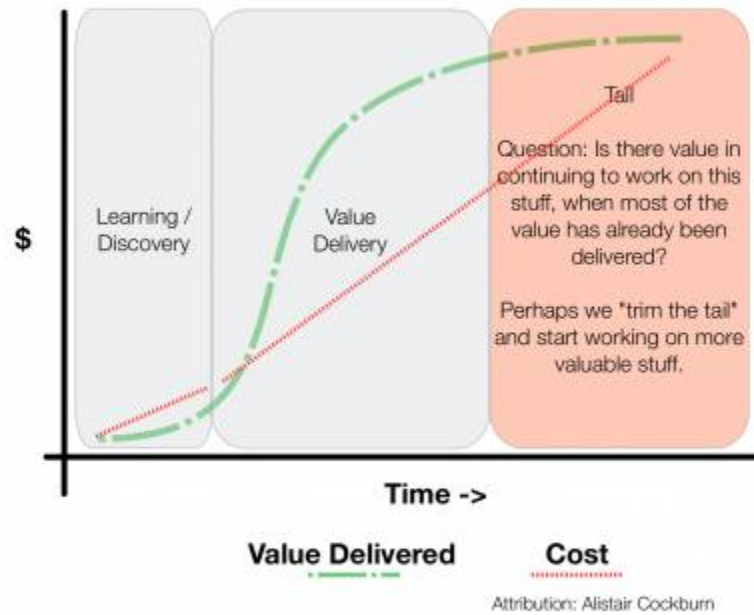 $
Learning /
Discovery
Value
Delivery
Tail
Question: Is there value in
continuing to work on this
stuff, when most of the
value has already been
delivered?
Perhaps we "trim the tail"
and start working on more
valuable stuff.
Time ->
Value Delivered
Cost
Attribution: Alistair Cockburn